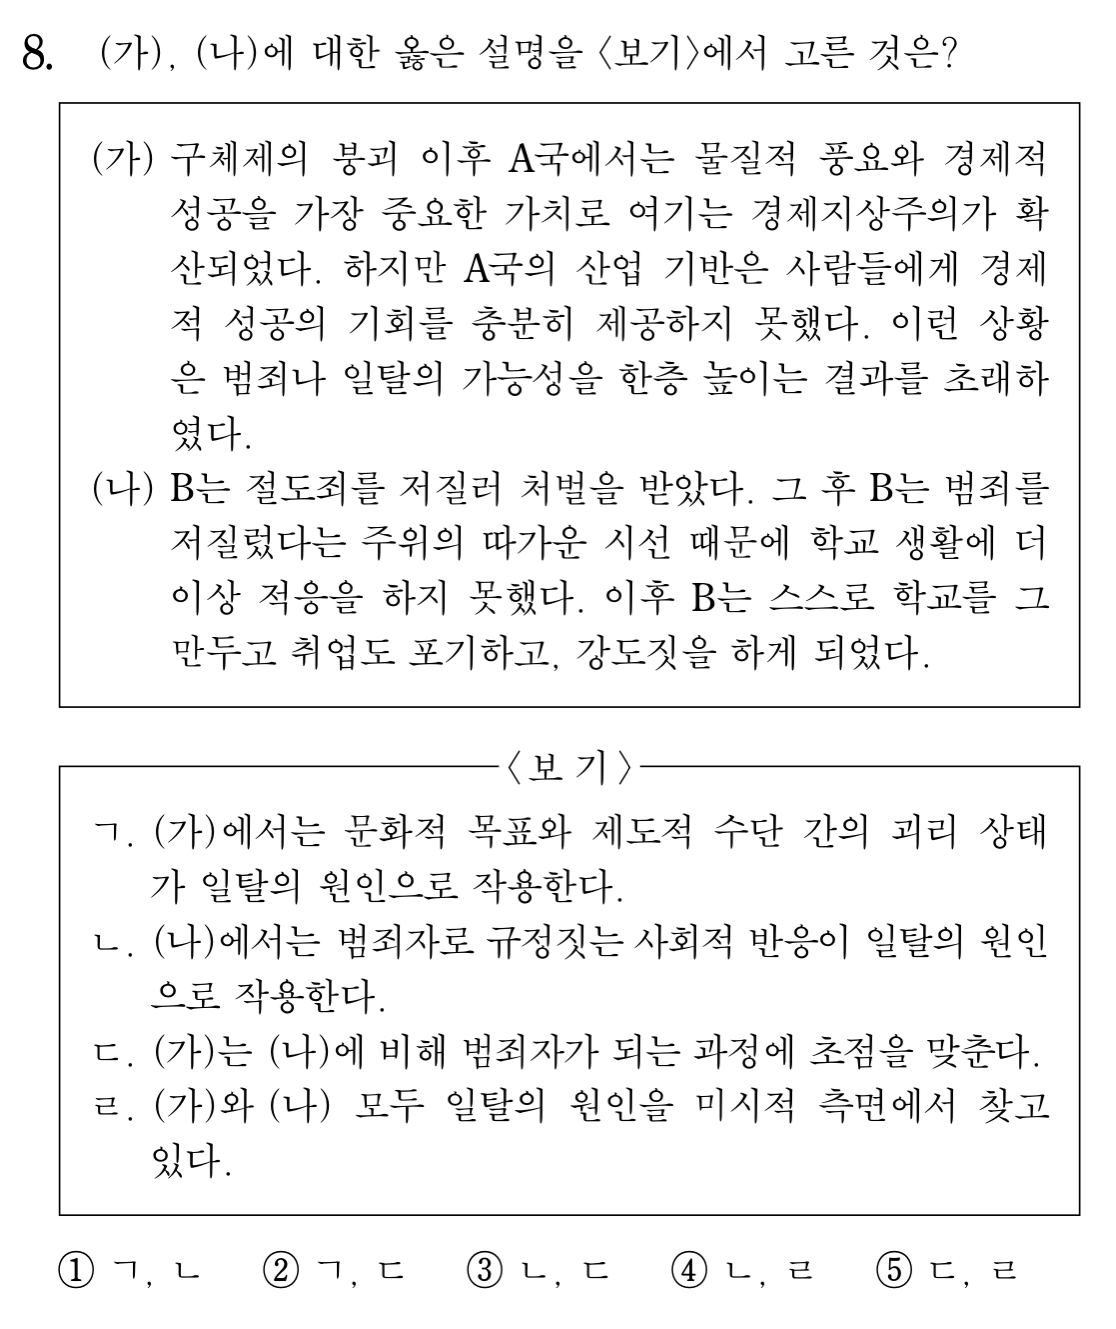 8. (가), (나)에 대한 옳은 설명을 〈보기〉에서 고른 것은?
(가) 구체제의 붕괴 이후 A국에서는 물질적 풍요와 경제적
성공을 가장 중요한 가치로 여기는 경제지상주의가 확
산되었다. 하지만 A국의 산업 기반은 사람들에게 경제
적 성공의 기회를 충분히 제공하지 못했다. 이런 상황
은 범죄나 일탈의 가능성을 한층 높이는 결과를 초래하
였다.
(나) B는 절도죄를 저질러 처벌을 받았다. 그 후 B는 범죄를
저질렀다는 주위의 따가운 시선 때문에 학교 생활에 더
이상 적응을 하지 못했다. 이후 B는 스스로 학교를 그
만두고 취업도 포기하고, 강도짓을 하게 되었다.
〈보 기〉
ㄱ. (가)에서는 문화적 목표와 제도적 수단 간의 괴리 상태
가 일탈의 원인으로 작용한다.
ㄴ. (나)에서는 범죄자로 규정짓는 사회적 반응이 일탈의 원인
으로 작용한다.
ㄷ. (가)는 (나)에 비해 범죄자가 되는 과정에 초점을 맞춘다.
ㄹ. (가)와 (나) 모두 일탈의 원인을 미시적 측면에서 찾고
있다.
① ㄱ, ㄴ ② ㄱ, ㄷ ③ ㄴ, ㄷ ④ ㄴ, ㄹ ⑤ ㄷ, ㄹ